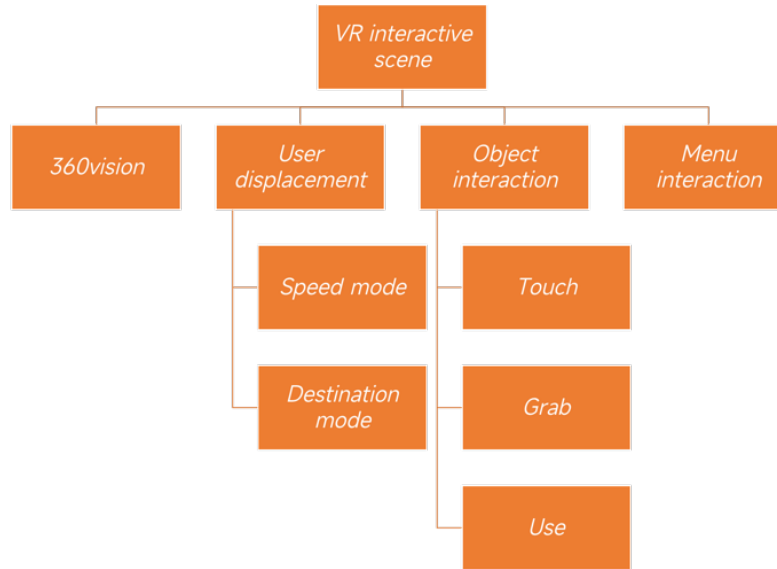 VR interactive
scene
360vision
User
displacement
Object
interaction
Menu
interaction
Speed mode
Touch
Destination
mode
Grab
Use